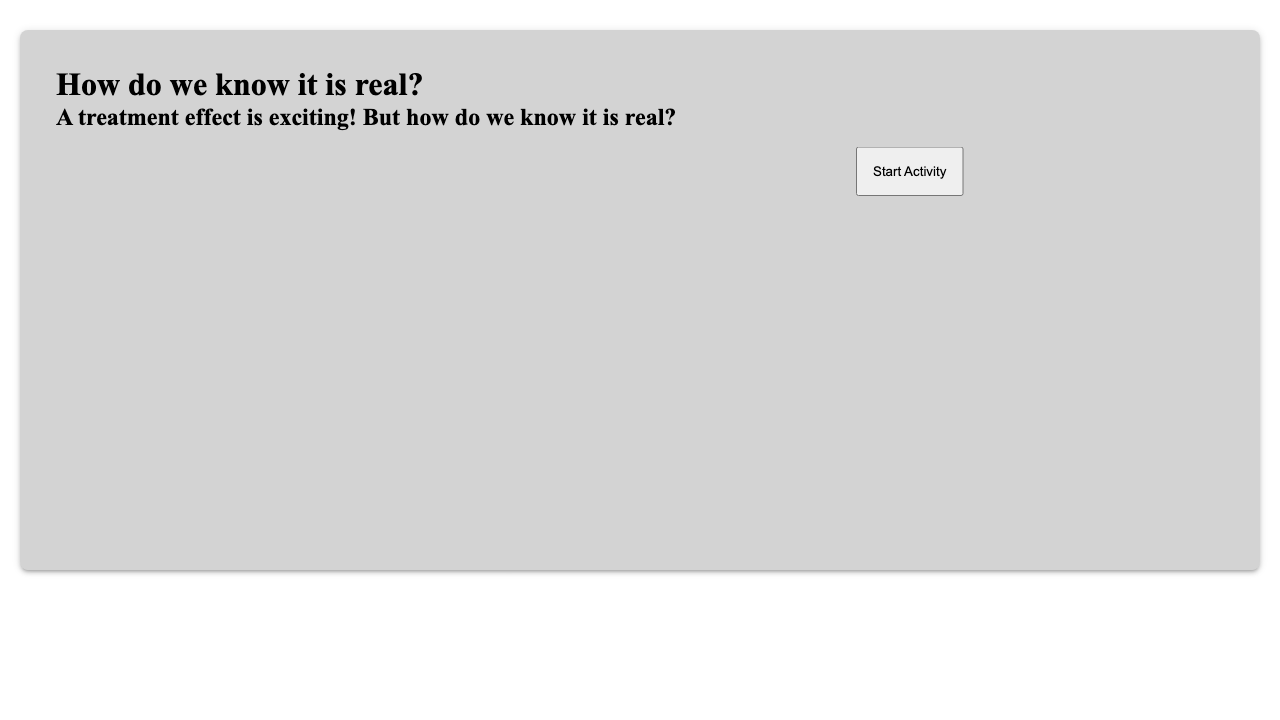 How do we know it is real?
A treatment effect is exciting! But how do we know it is real?
Start Activity